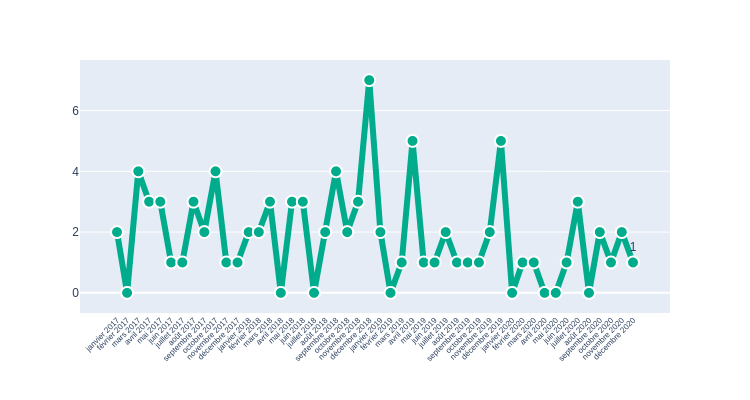 6
4
2
0
1
janvier 2017
février 2017
mars 2017
avril 2017
mai 2017
juin 2017
juillet 2017
août 2017
septembre 2017
octobre 2017
novembre 2017
décembre 2017
janvier 2018
février 2018
mars 2018
avril 2018
mai 2018
juin 2018
juillet 2018
août 2018
septembre 2018
octobre 2018
novembre 2018
décembre 2018
janvier 2019
février 2019
mars 2019
avril 2019
mai 2019
juin 2019
juillet 2019
août 2019
septembre 2019
octobre 2019
novembre 2019
décembre 2019
janvier 2020
février 2020
mars 2020
avril 2020
mai 2020
juin 2020
juillet 2020
août 2020
septembre 2020
octobre 2020
novembre 2020
décembre 2020